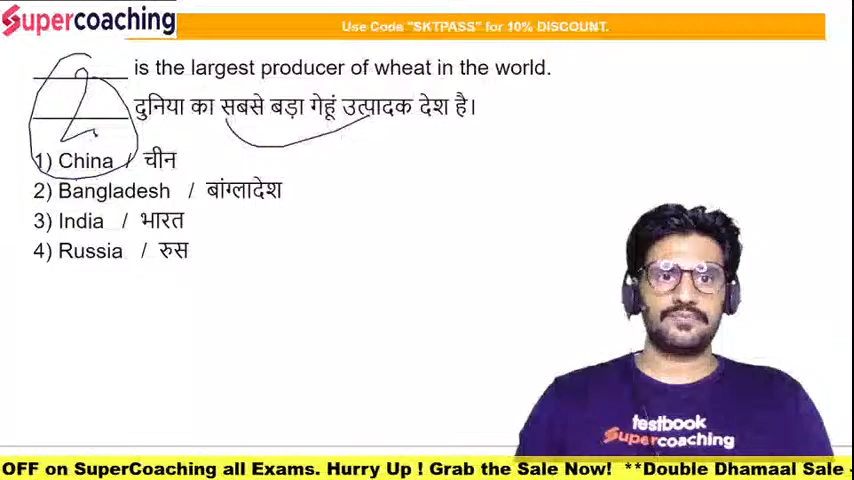 Supercoaching
Use Code "SKTPASS" for 10% DISCOUNT.
is the largest producer of wheat in the world.
दुनिया का सबसे बड़ा गेहूं उत्पादक देश है।
1) China / चीन
2) Bangladesh / बांग्लादेश
3) India / भारत
4) Russia / रुस
testbook
Supercoaching
OFF on SuperCoaching all Exams. Hurry Up ! Grab the Sale Now! **Double Dhamaal Sale -